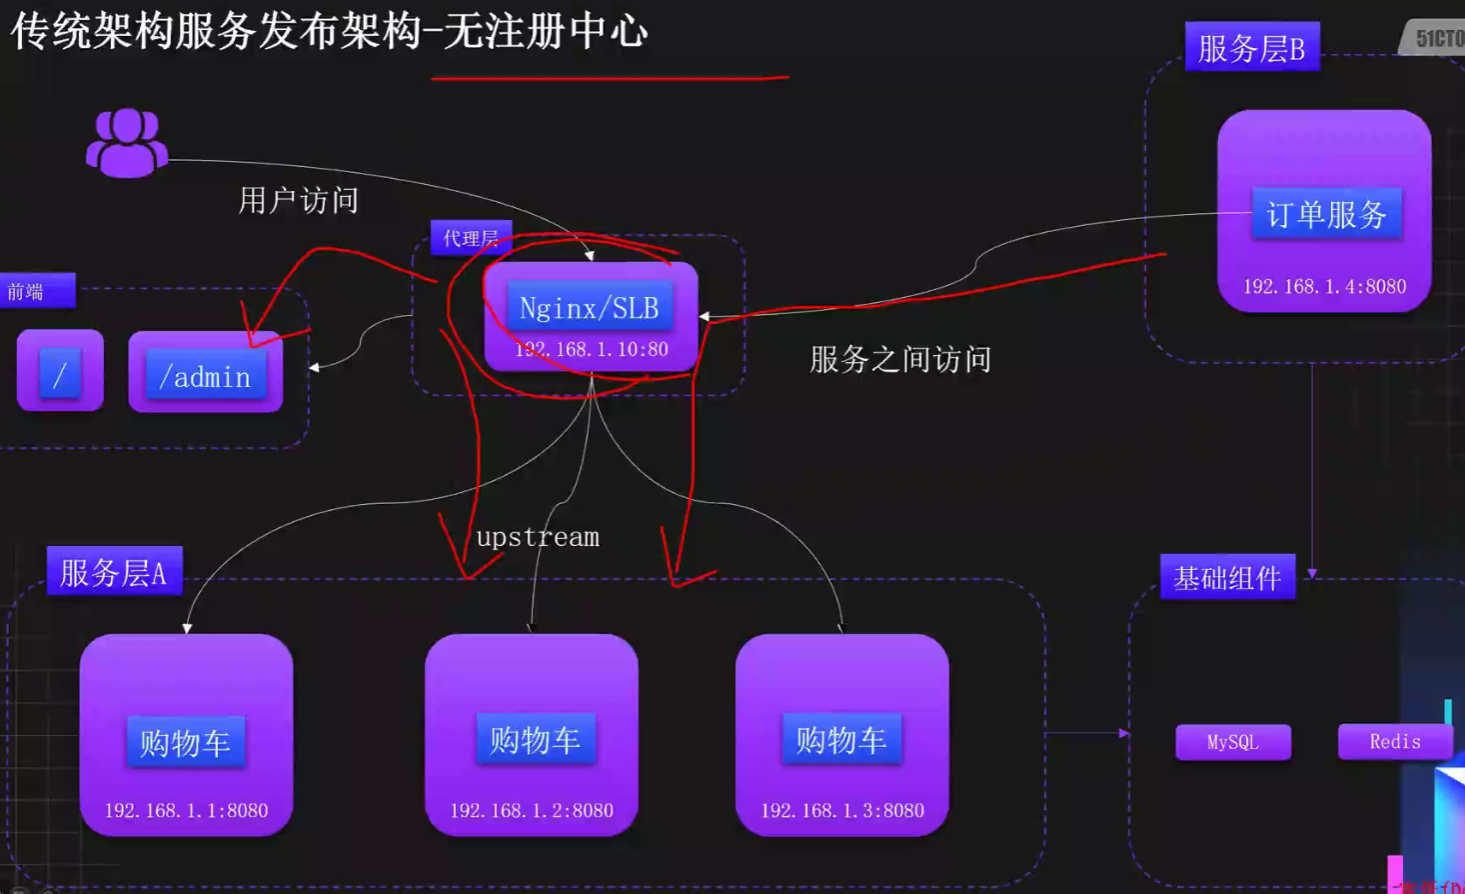 传统架构服务发布架构-无注册中心
51CTO
服务层B
用户访问
代理层
订单服务
192.168.1.4:8080
前端
Nginx/SLB
192.168.1.10:80
服务之间访问
/
/admin
upstream
服务层A
基础组件
购物车
192.168.1.1:8080
购物车
192.168.1.2:8080
购物车
192.168.1.3:8080
MySQL
Redis